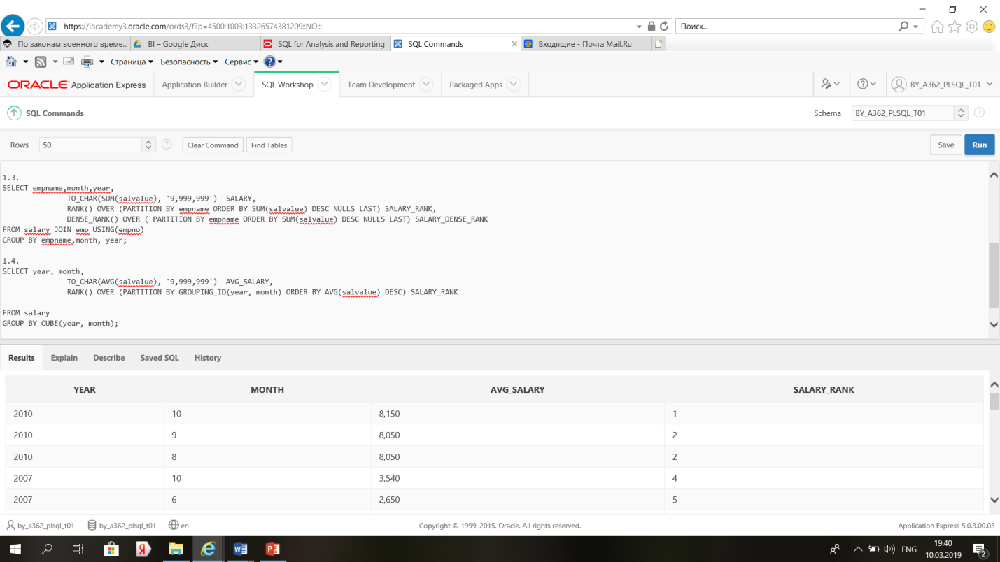 https://iacademy3.oracle.com/ords3/f?p=4500:1003:13326574381209::NO:::
Поиск...
По законам военного време...
BI – Google Диск
SQL for Analysis and Reporting
SQL Commands
Входящие - Почта Mail.Ru
Страница Безопасность Сервис
ORACLE Application Express
Application Builder
SQL Workshop
Team Development
Packaged Apps
BY_A362_PLSQL_T01
SQL Commands
Schema BY_A362_PLSQL_T01
Rows 50 Clear Command Find Tables Save Run
1.3.
SELECT empname,month,year,
TO_CHAR(SUM(salvalue), '9,999,999') SALARY,
RANK() OVER (PARTITION BY empname ORDER BY SUM(salvalue) DESC NULLS LAST) SALARY_RANK,
DENSE_RANK() OVER ( PARTITION BY empname ORDER BY SUM(salvalue) DESC NULLS LAST) SALARY_DENSE_RANK
FROM salary JOIN emp USING(empno)
GROUP BY empname,month, year;
1.4.
SELECT year, month,
TO_CHAR(AVG(salvalue), '9,999,999') AVG_SALARY,
RANK() OVER (PARTITION BY GROUPING_ID(year, month) ORDER BY AVG(salvalue) DESC) SALARY_RANK
FROM salary
GROUP BY CUBE(year, month);
Results Explain Describe Saved SQL History
YEAR MONTH AVG_SALARY SALARY_RANK
2010 10 8,150 1
2010 9 8,050 2
2010 8 8,050 2
2007 10 3,540 4
2007 6 2,650 5
by_a362_plsql_t01 by_a362_plsql_t01 en
Copyright © 1999, 2015, Oracle. All rights reserved.
Application Express 5.0.3.00.03
ENG
19:40
10.03.2019
2